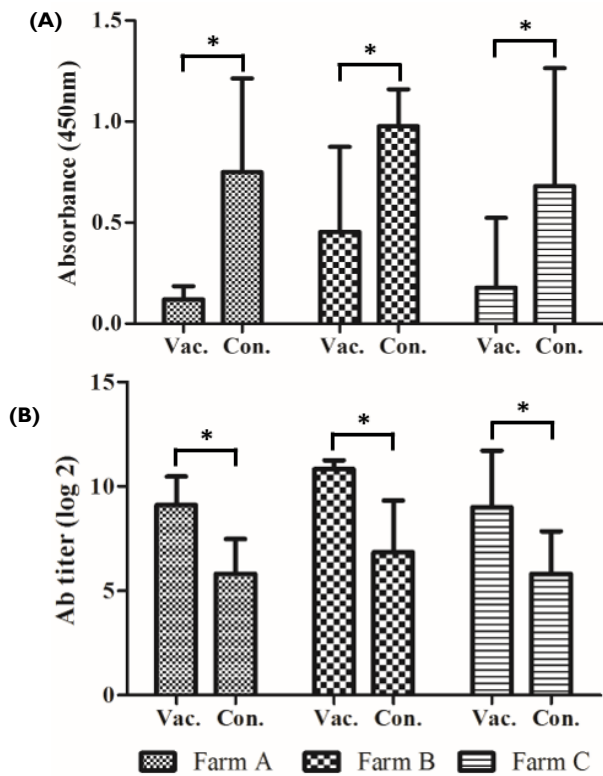 (A)
Absorbance (450nm)
1.5
1.0
0.5
0.0
* * *
Vac. Con. Vac. Con. Vac. Con.
(B)
Ab titer (log 2)
15
10
5
0
* * *
Vac. Con. Vac. Con. Vac. Con.
Farm A Farm B Farm C